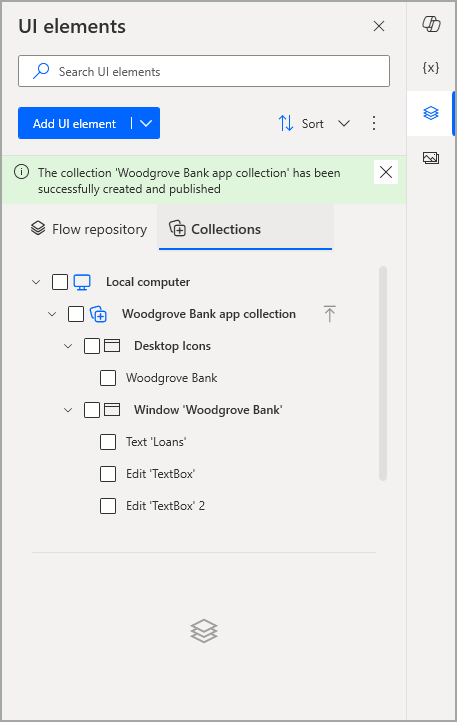 UI elements
Search UI elements
{x}
Add UI element
Sort
The collection 'Woodgrove Bank app collection' has been
successfully created and published
Flow repository
Collections
Local computer
Woodgrove Bank app collection
Desktop Icons
Woodgrove Bank
Window 'Woodgrove Bank'
Text 'Loans'
Edit 'TextBox'
Edit 'TextBox' 2